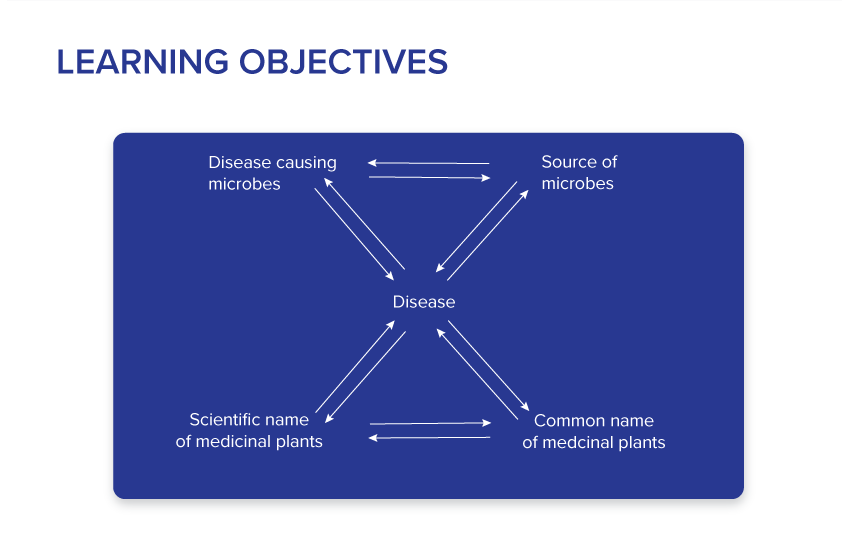 LEARNING OBJECTIVES
Disease causing
microbes
Source of
microbes
Disease
Scientific name
of medicinal plants
Common name
of medcinal plants